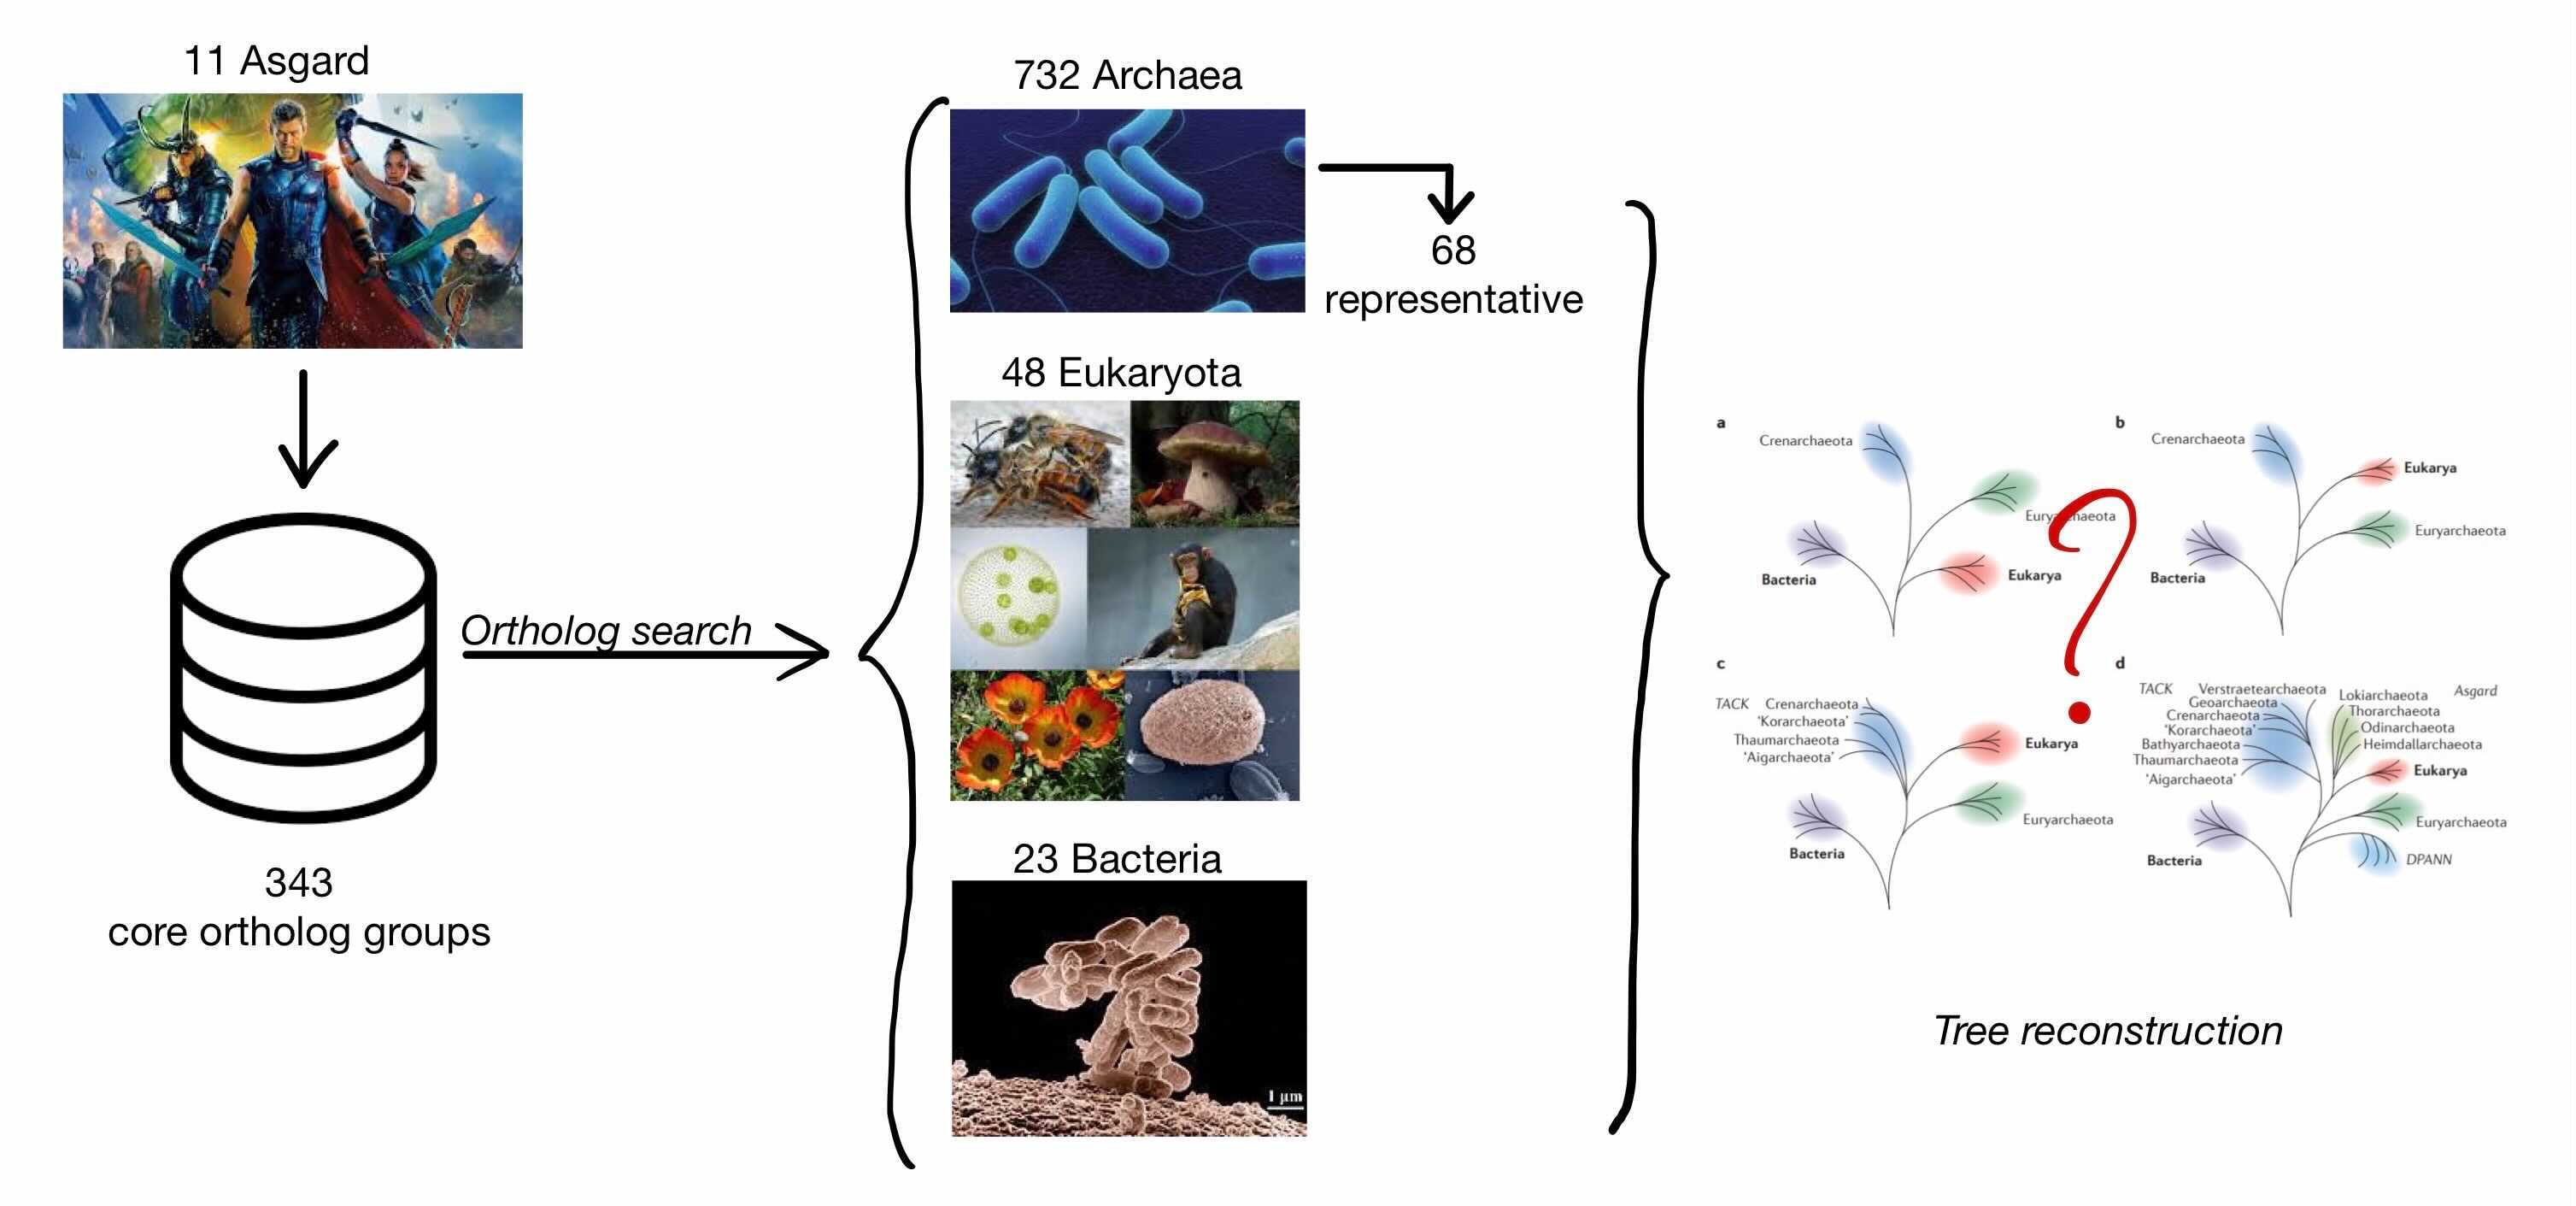 11 Asgard
343
core ortholog groups
Ortholog search
732 Archaea
68
representative
48 Eukaryota
23 Bacteria
1 µm
a
Crenarchaeota
Euryarchaeota
Eukarya
Bacteria
b
Crenarchaeota
Eukarya
Euryarchaeota
Bacteria
c
TACK Crenarchaeota
'Korarchaeota'
Thaumarchaeota
'Aigarchaeota'
Eukarya
Euryarchaeota
Bacteria
d
TACK Verstraetearchaeota
Geoarchaeota
Crenarchaeota
'Korarchaeota'
Bathyarchaeota
Thaumarchaeota
'Aigarchaeota'
Lokiarchaeota Asgard
Thorarchaeota
Odinarchaeota
Heimdallarchaeota
Eukarya
Euryarchaeota
DPANN
Bacteria
?
Tree reconstruction